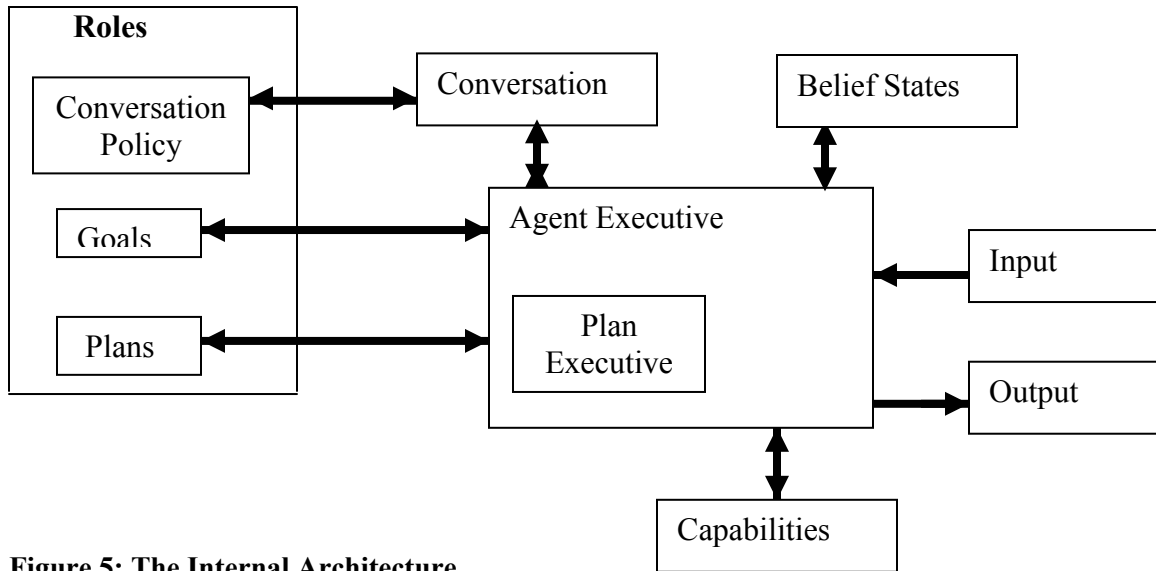 Roles
Conversation
Policy
Goals
Plans
Conversation
Belief States
Agent Executive
Plan
Executive
Input
Output
Capabilities
Figure 5: The Internal Architecture